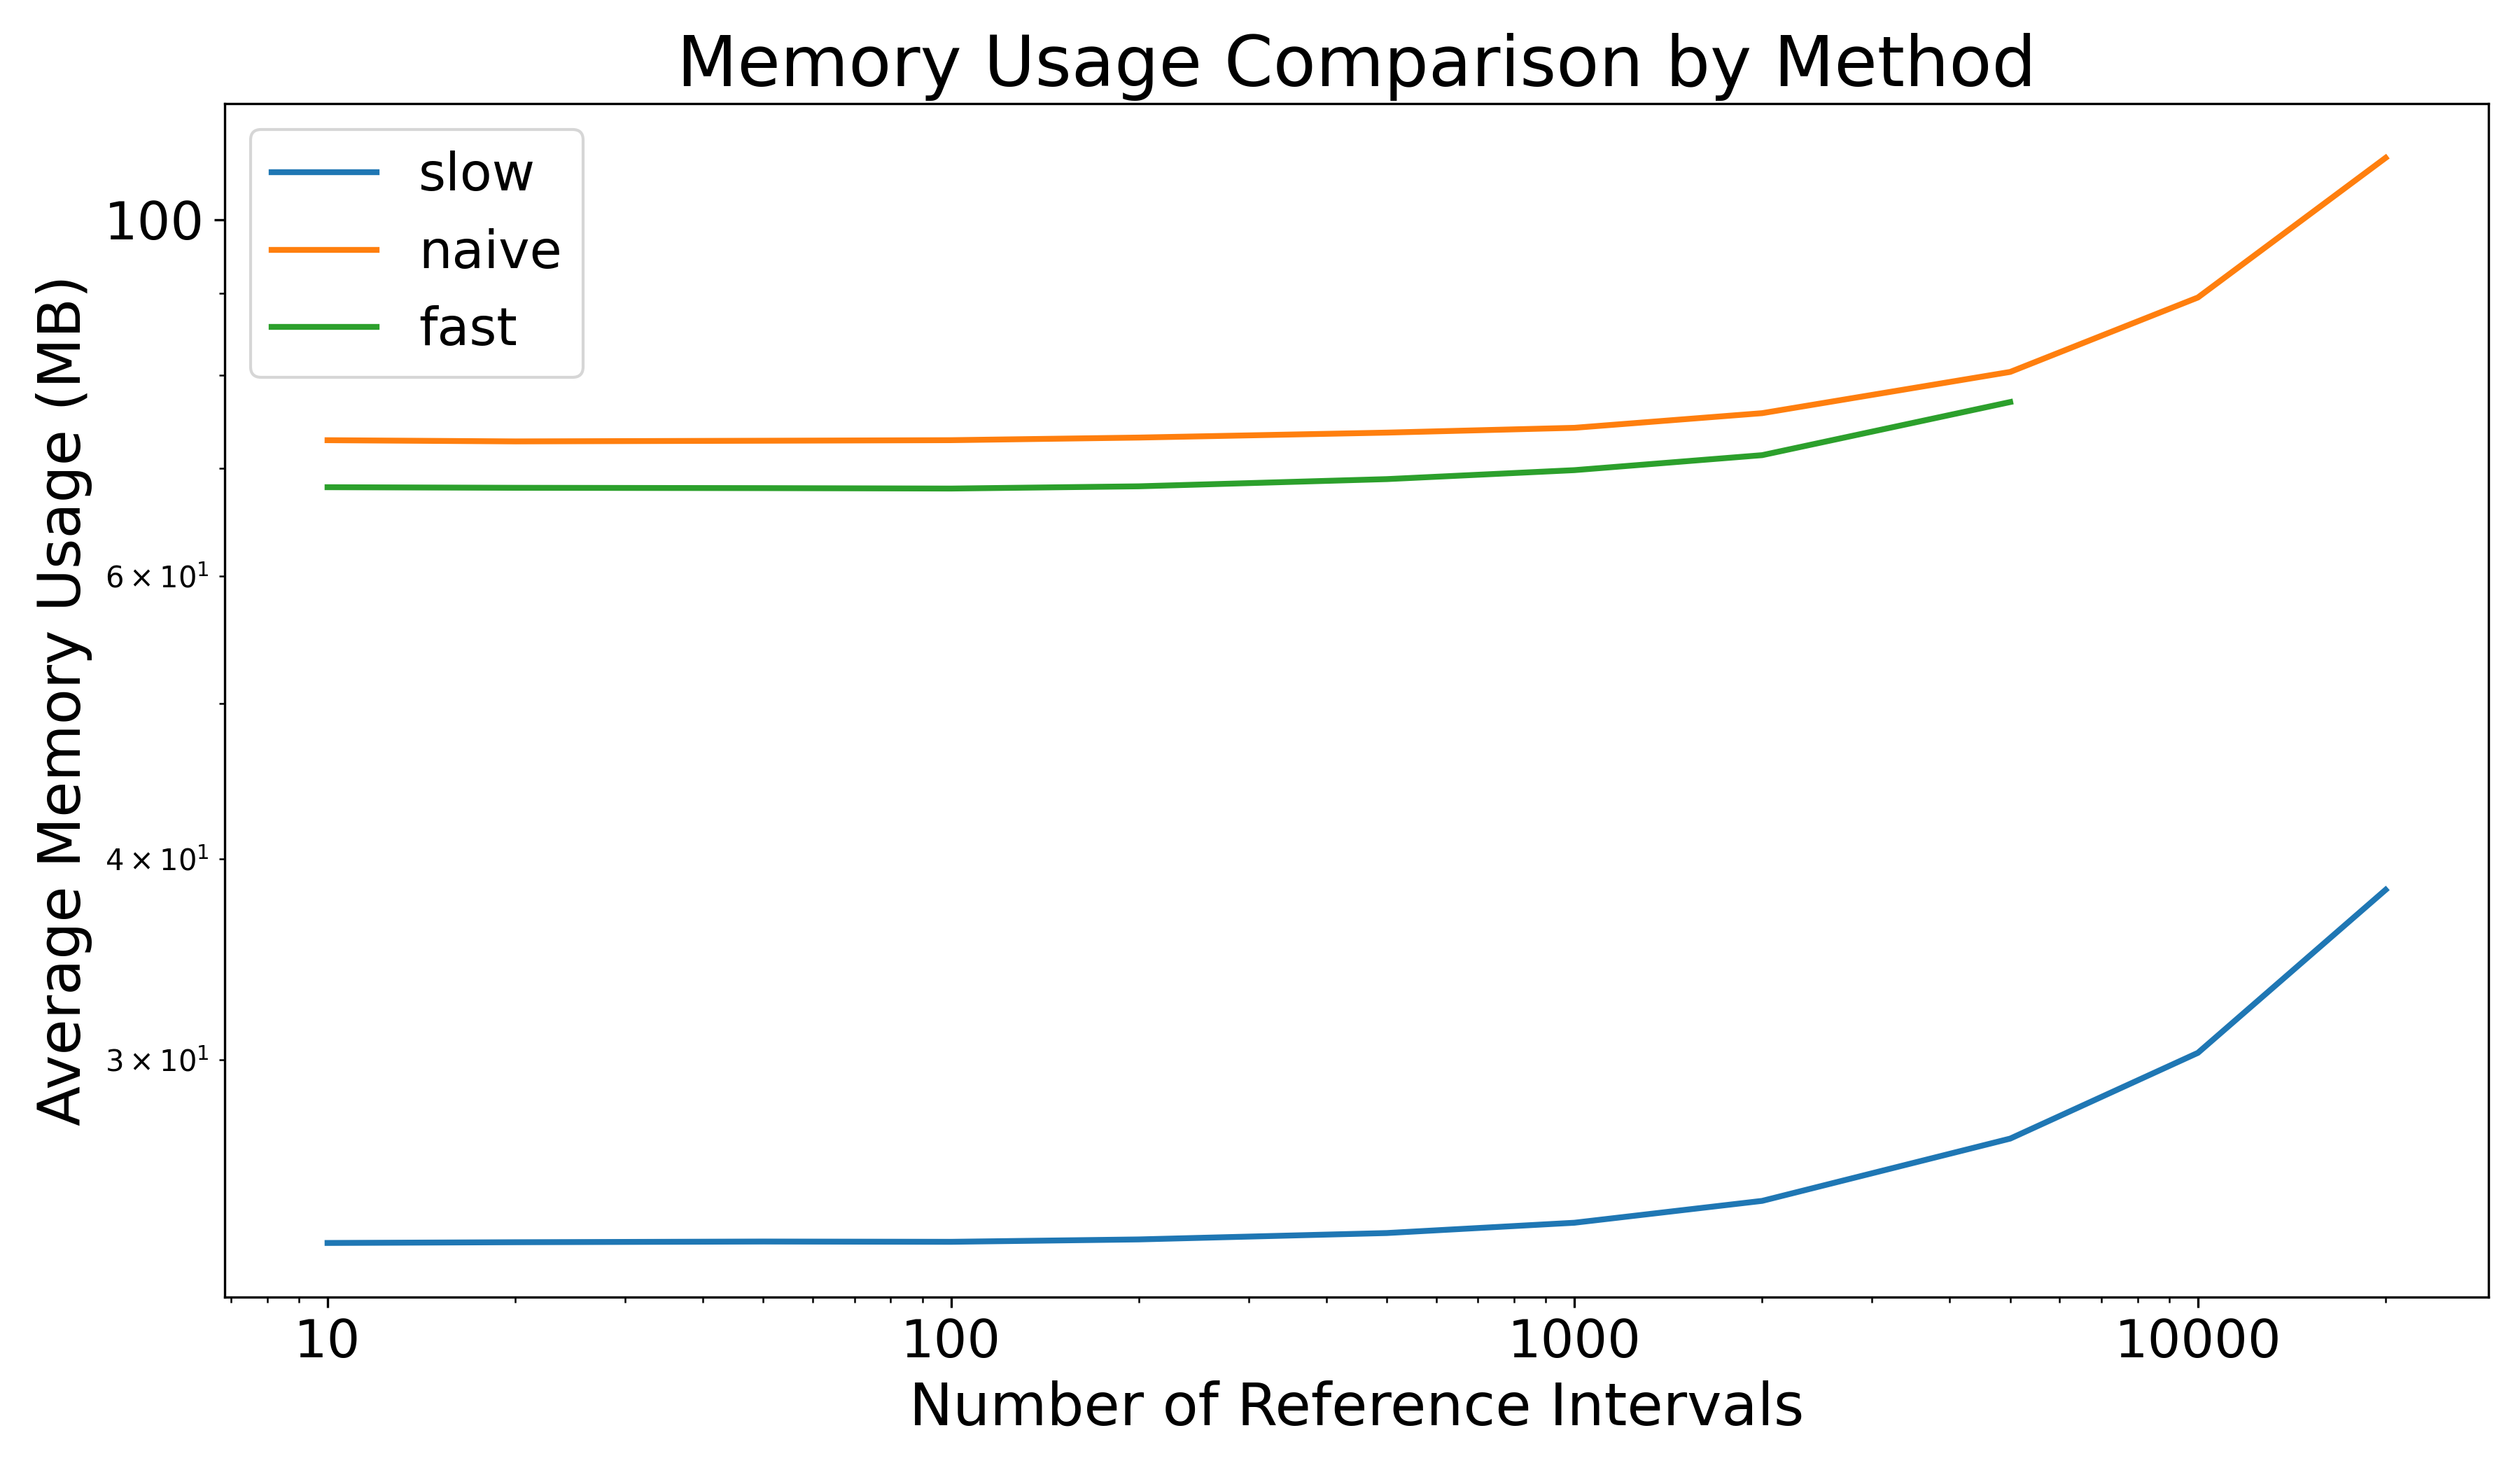 Memory Usage Comparison by Method
slow
naive
fast
Average Memory Usage (MB)
100
6 × 10¹
4 × 10¹
3 × 10¹
10 100 1000 10000
Number of Reference Intervals